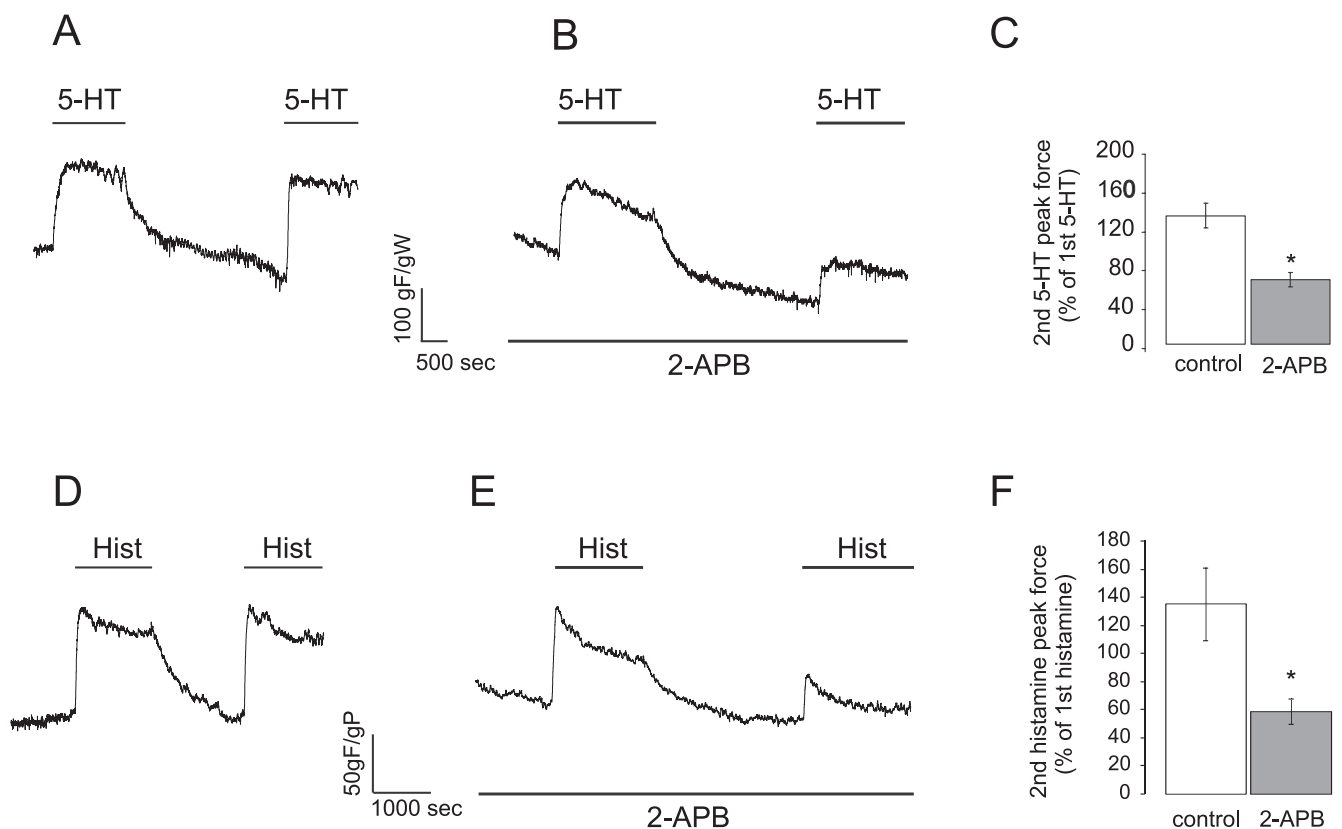 A
5-HT
5-HT
B
5-HT
5-HT
100 gF/gW
500 sec
2-APB
C
2nd 5-HT peak force
(% of 1st 5-HT)
200
160
120
80
40
0
*
control
2-APB
D
Hist
Hist
50gF/gP
1000 sec
E
Hist
Hist
2-APB
F
2nd histamine peak force
(% of 1st histamine)
180
160
140
120
100
80
60
40
20
0
*
control
2-APB